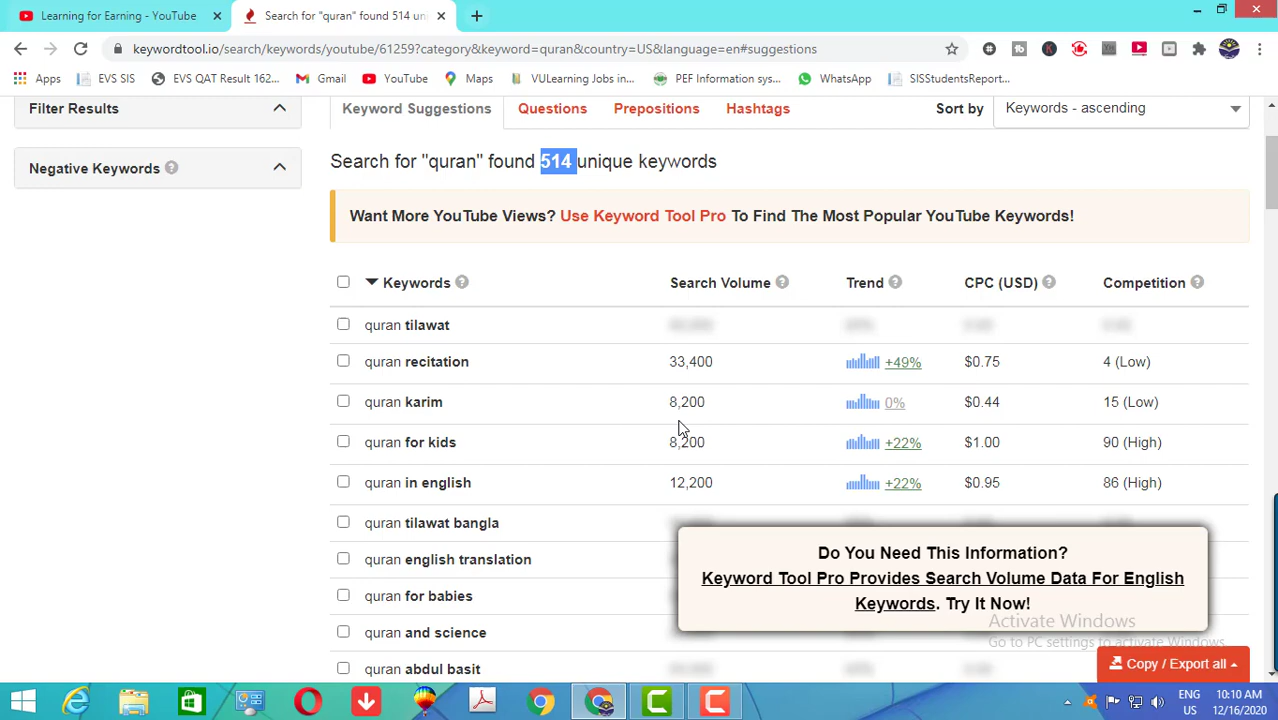 Learning for Earning - YouTube
Search for "quran" found 514 un
keywordtool.io/search/keywords/youtube/61259?category&keyword=quran&country=US&language=en#suggestions
Apps
EVS SIS
EVS QAT Result 162...
Gmail
YouTube
Maps
VULearning Jobs in...
PEF Information sys...
WhatsApp
SISStudentsReport...
Filter Results
Keyword Suggestions
Questions
Prepositions
Hashtags
Sort by
Keywords - ascending
Negative Keywords ?
Search for "quran" found 514 unique keywords
Want More YouTube Views? Use Keyword Tool Pro To Find The Most Popular YouTube Keywords!
Keywords ? Search Volume ? Trend ? CPC (USD) ? Competition ?
quran tilawat
quran recitation 33,400 +49% $0.75 4 (Low)
quran karim 8,200 0% $0.44 15 (Low)
quran for kids 8,200 +22% $1.00 90 (High)
quran in english 12,200 +22% $0.95 86 (High)
quran tilawat bangla
quran english translation
quran for babies
quran and science
quran abdul basit
Do You Need This Information?
Keyword Tool Pro Provides Search Volume Data For English
Keywords. Try It Now!
Activate Windows
Go to PC settings to activate Windows.
Copy / Export all
ENG
US
10:10 AM
12/16/2020